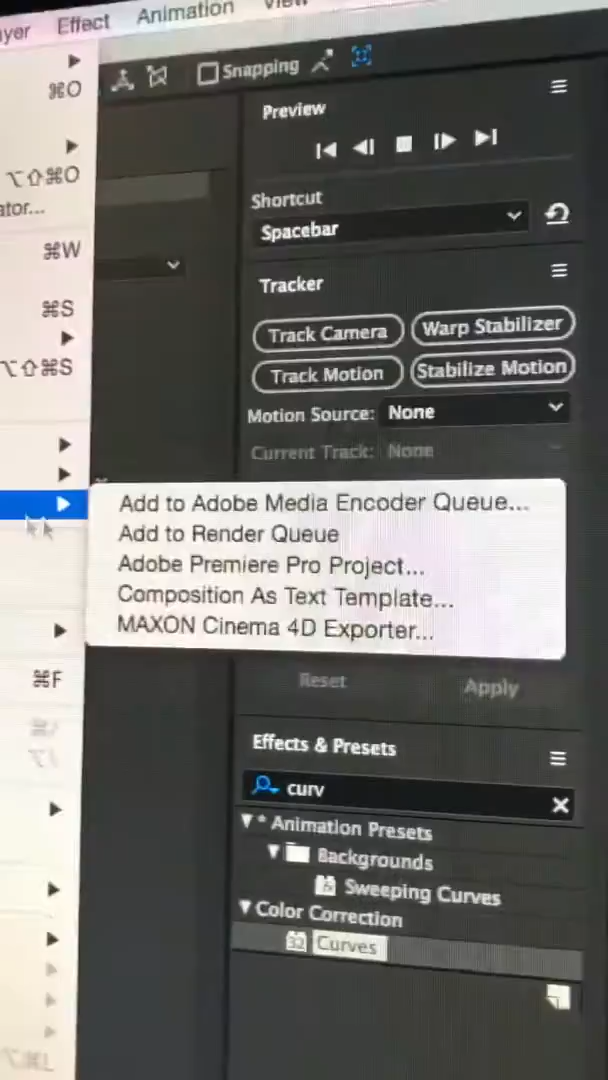 ayer Effect Animation View
⌘O
Snapping
Preview
⌥⇧⌘O
ator...
Shortcut
Spacebar
⌘W
Tracker
⌘S
Track Camera Warp Stabilizer
⌥⇧⌘S
Track Motion Stabilize Motion
Motion Source: None
Current Track: None
Add to Adobe Media Encoder Queue...
Add to Render Queue
Adobe Premiere Pro Project...
Composition As Text Template...
MAXON Cinema 4D Exporter...
⌘F
Reset Apply
Effects & Presets
curv
* Animation Presets
Backgrounds
Sweeping Curves
Color Correction
32 Curves
⌥⌘L